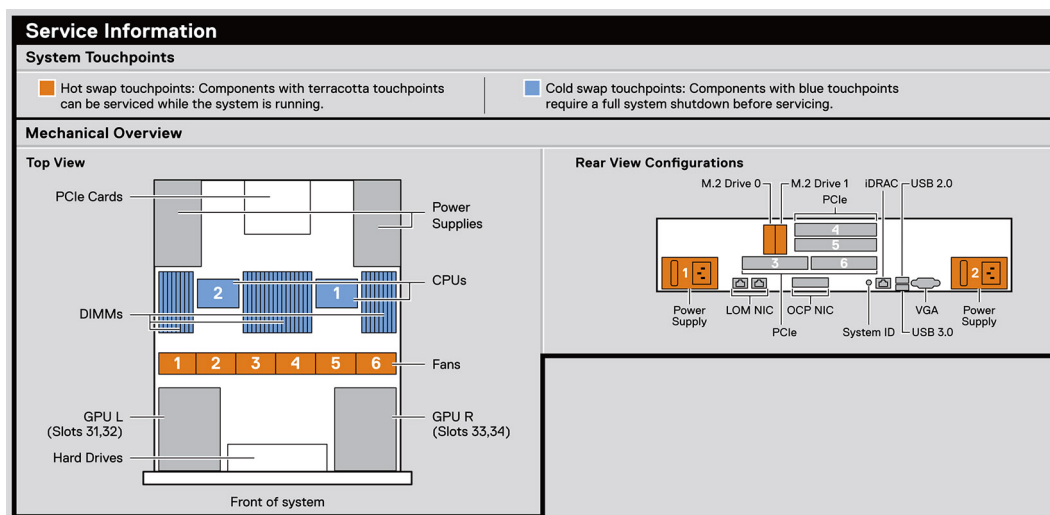 Service Information
System Touchpoints
Hot swap touchpoints: Components with terracotta touchpoints
can be serviced while the system is running.
Cold swap touchpoints: Components with blue touchpoints
require a full system shutdown before servicing.
Mechanical Overview
Top View
PCIe Cards
Power
Supplies
2
1
CPUs
DIMMs
1 2 3 4 5 6
Fans
GPU L
(Slots 31,32)
GPU R
(Slots 33,34)
Hard Drives
Front of system
Rear View Configurations
M.2 Drive 0
M.2 Drive 1
iDRAC
USB 2.0
PCIe
4
5
3
6
1
2
Power
Supply
LOM NIC
OCP NIC
VGA
Power
Supply
PCIe
System ID
USB 3.0